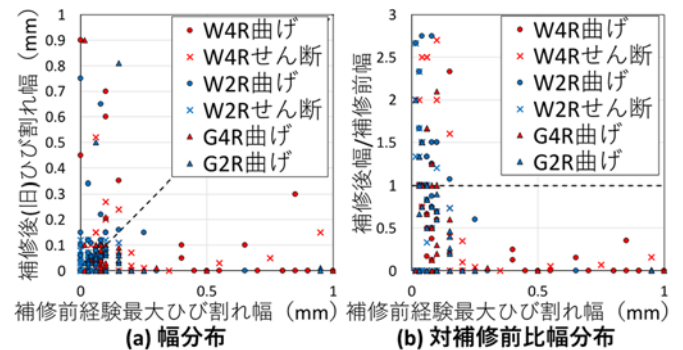 補修後(旧)ひび割れ幅（mm）
1
0.9
0.8
0.7
0.6
0.5
0.4
0.3
0.2
0.1
0
W4R曲げ
W4Rせん断
W2R曲げ
W2Rせん断
G4R曲げ
G2R曲げ
0
0.5
1
補修前経験最大ひび割れ幅（mm）
(a) 幅分布
補修後幅/補修前幅
3
2.5
2
1.5
1
0.5
0
W4R曲げ
W4Rせん断
W2R曲げ
W2Rせん断
G4R曲げ
G2R曲げ
0
0.5
1
補修前経験最大ひび割れ幅（mm）
(b) 対補修前比幅分布